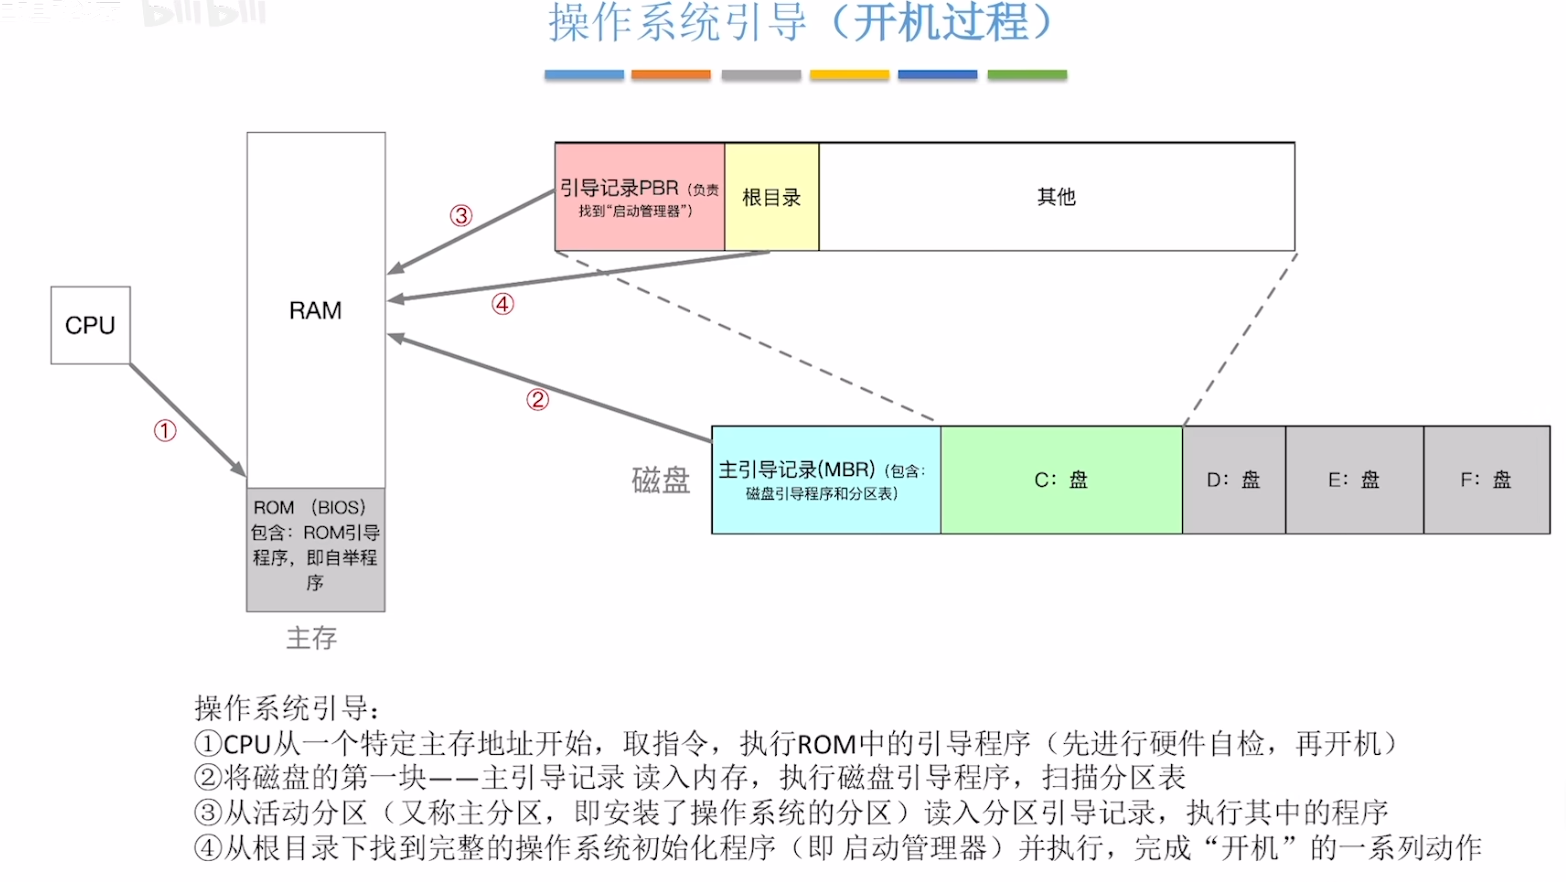 操作系统引导（开机过程）
引导记录PBR（负责
找到“启动管理器”）
根目录
其他
③
④
RAM
CPU
②
①
磁盘
主引导记录(MBR)（包含：
磁盘引导程序和分区表）
C：盘
D：盘
E：盘
F：盘
ROM （BIOS）
包含：ROM引导
程序，即自举程
序
主存
操作系统引导：
①CPU从一个特定主存地址开始，取指令，执行ROM中的引导程序（先进行硬件自检，再开机）
②将磁盘的第一块——主引导记录 读入内存，执行磁盘引导程序，扫描分区表
③从活动分区（又称主分区，即安装了操作系统的分区）读入分区引导记录，执行其中的程序
④从根目录下找到完整的操作系统初始化程序（即 启动管理器）并执行，完成“开机”的一系列动作